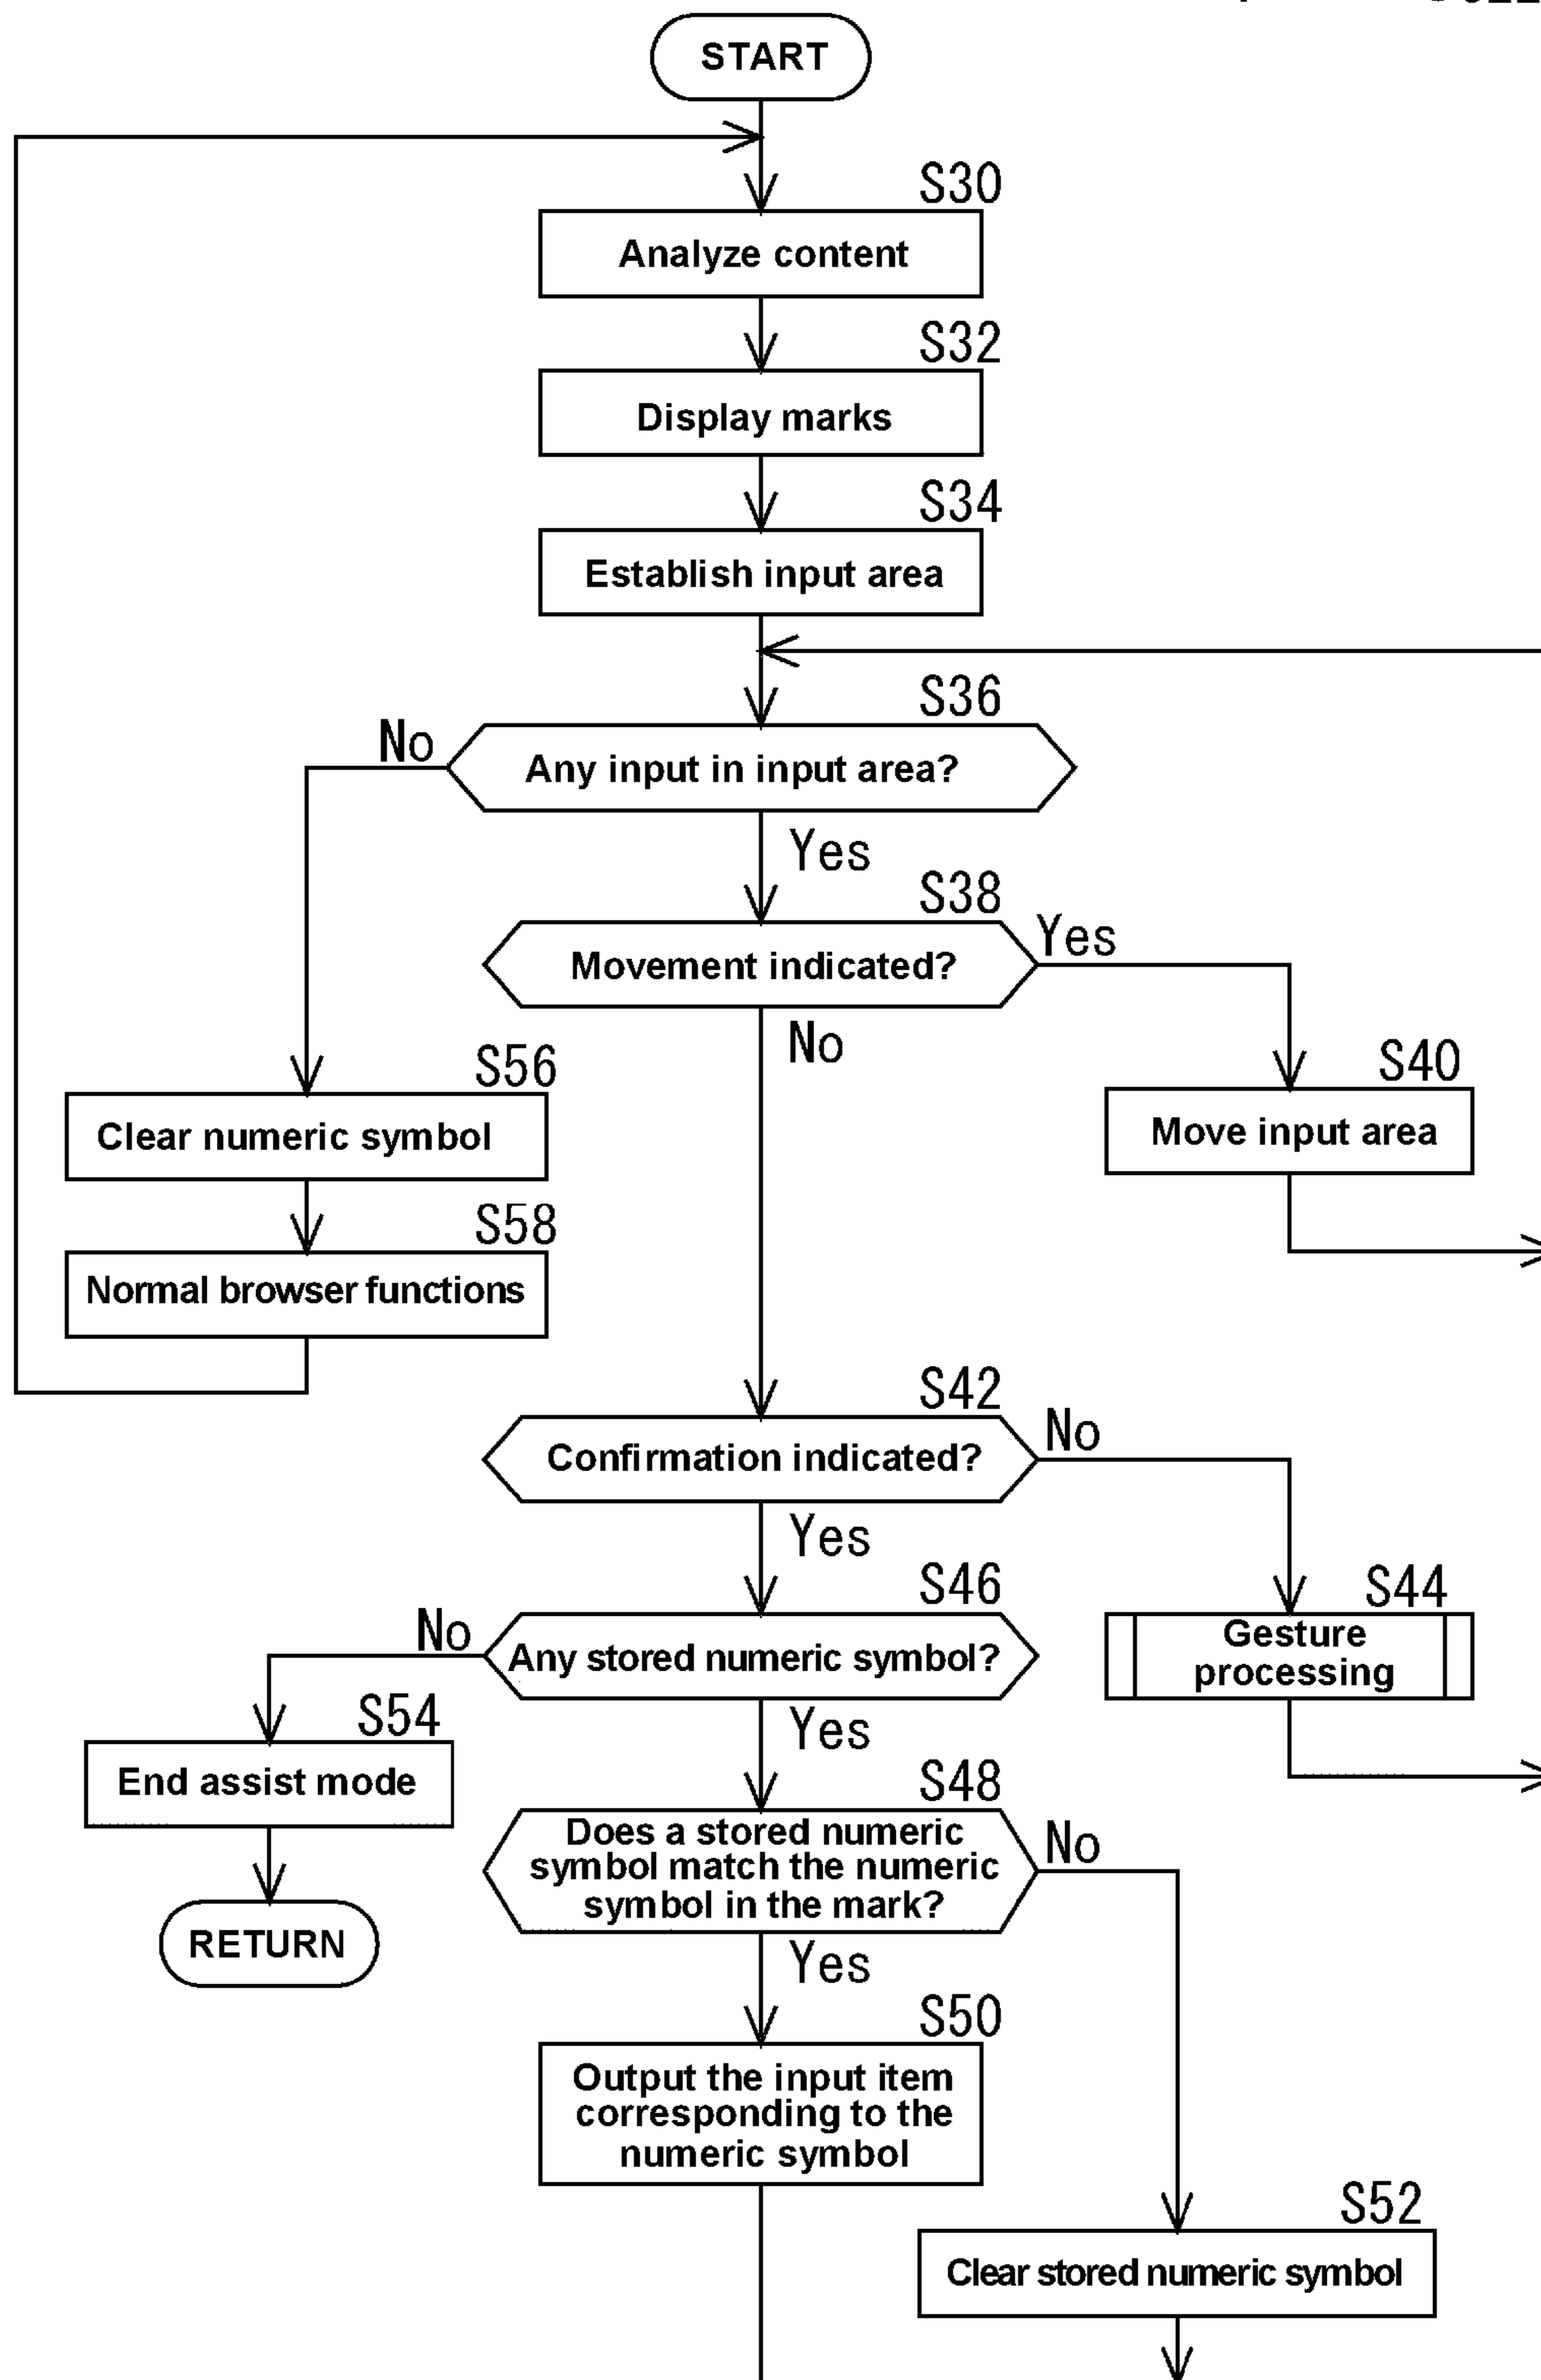 START
S30
Analyze content
S32
Display marks
S34
Establish input area
S36
No
Any input in input area?
Yes
S38
Yes
Movement indicated?
No
S56
S40
Clear numeric symbol
Move input area
S58
Normal browser functions
S42
No
Confirmation indicated?
Yes
S46
S44
No
Any stored numeric symbol?
Gesture
processing
S54
Yes
End assist mode
S48
Does a stored numeric
symbol match the numeric
symbol in the mark?
No
RETURN
Yes
S50
Output the input item
corresponding to the
numeric symbol
S52
Clear stored numeric symbol